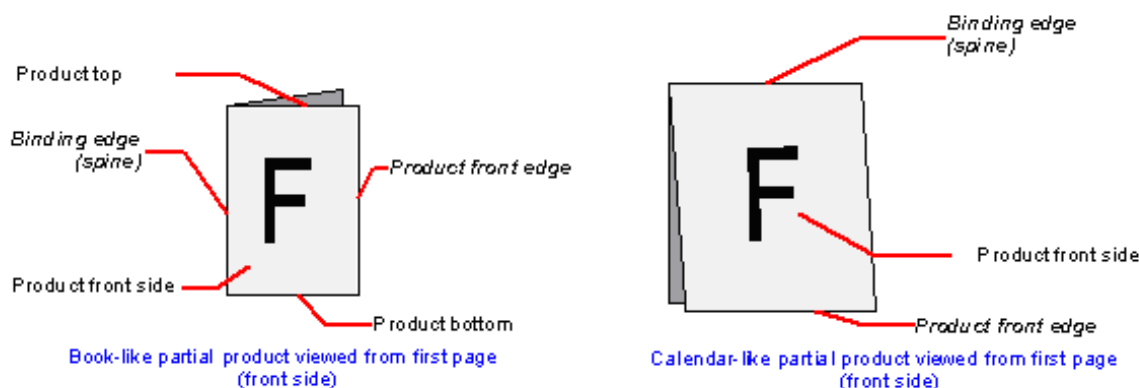 Product top
Binding edge
(spine)
F
Product front edge
Product front side
Product bottom
Book-like partial product viewed from first page
(front side)
Binding edge
(spine)
F
Product front side
Product front edge
Calendar-like partial product viewed from first page
(front side)